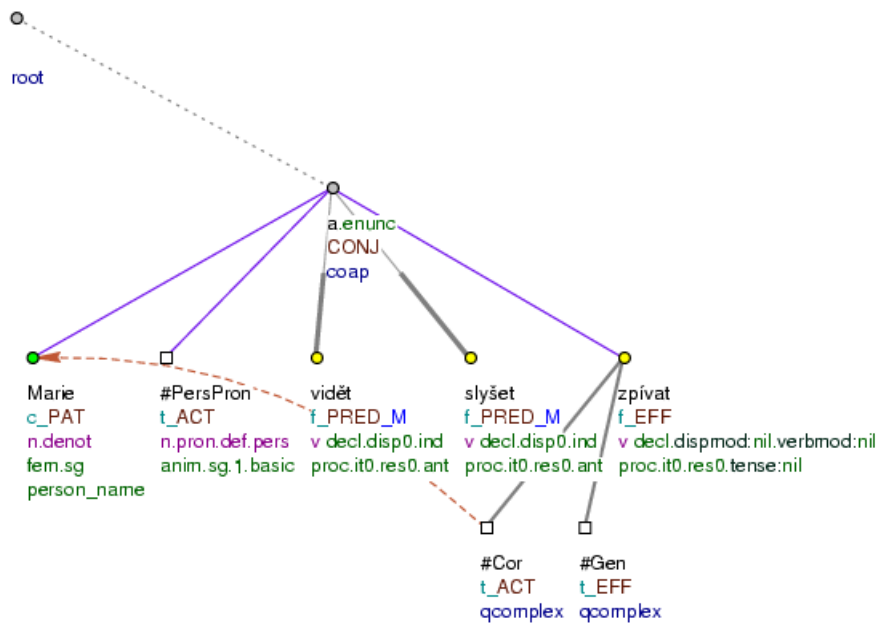 root
a.enunc
CONJ
coap
Marie
c_PAT
n.denot
fem.sg
person_name
#PersPron
t_ACT
n.pron.def.pers
anim.sg.1.basic
vidět
f_PRED_M
v decl.disp0.ind
proc.it0.res0.ant
slyšet
f_PRED_M
v decl.disp0.ind
proc.it0.res0.ant
zpívat
f_EFF
v decl.dispmod:nil.verbmod:nil
proc.it0.res0.tense:nil
#Cor
t_ACT
qcomplex
#Gen
t_EFF
qcomplex